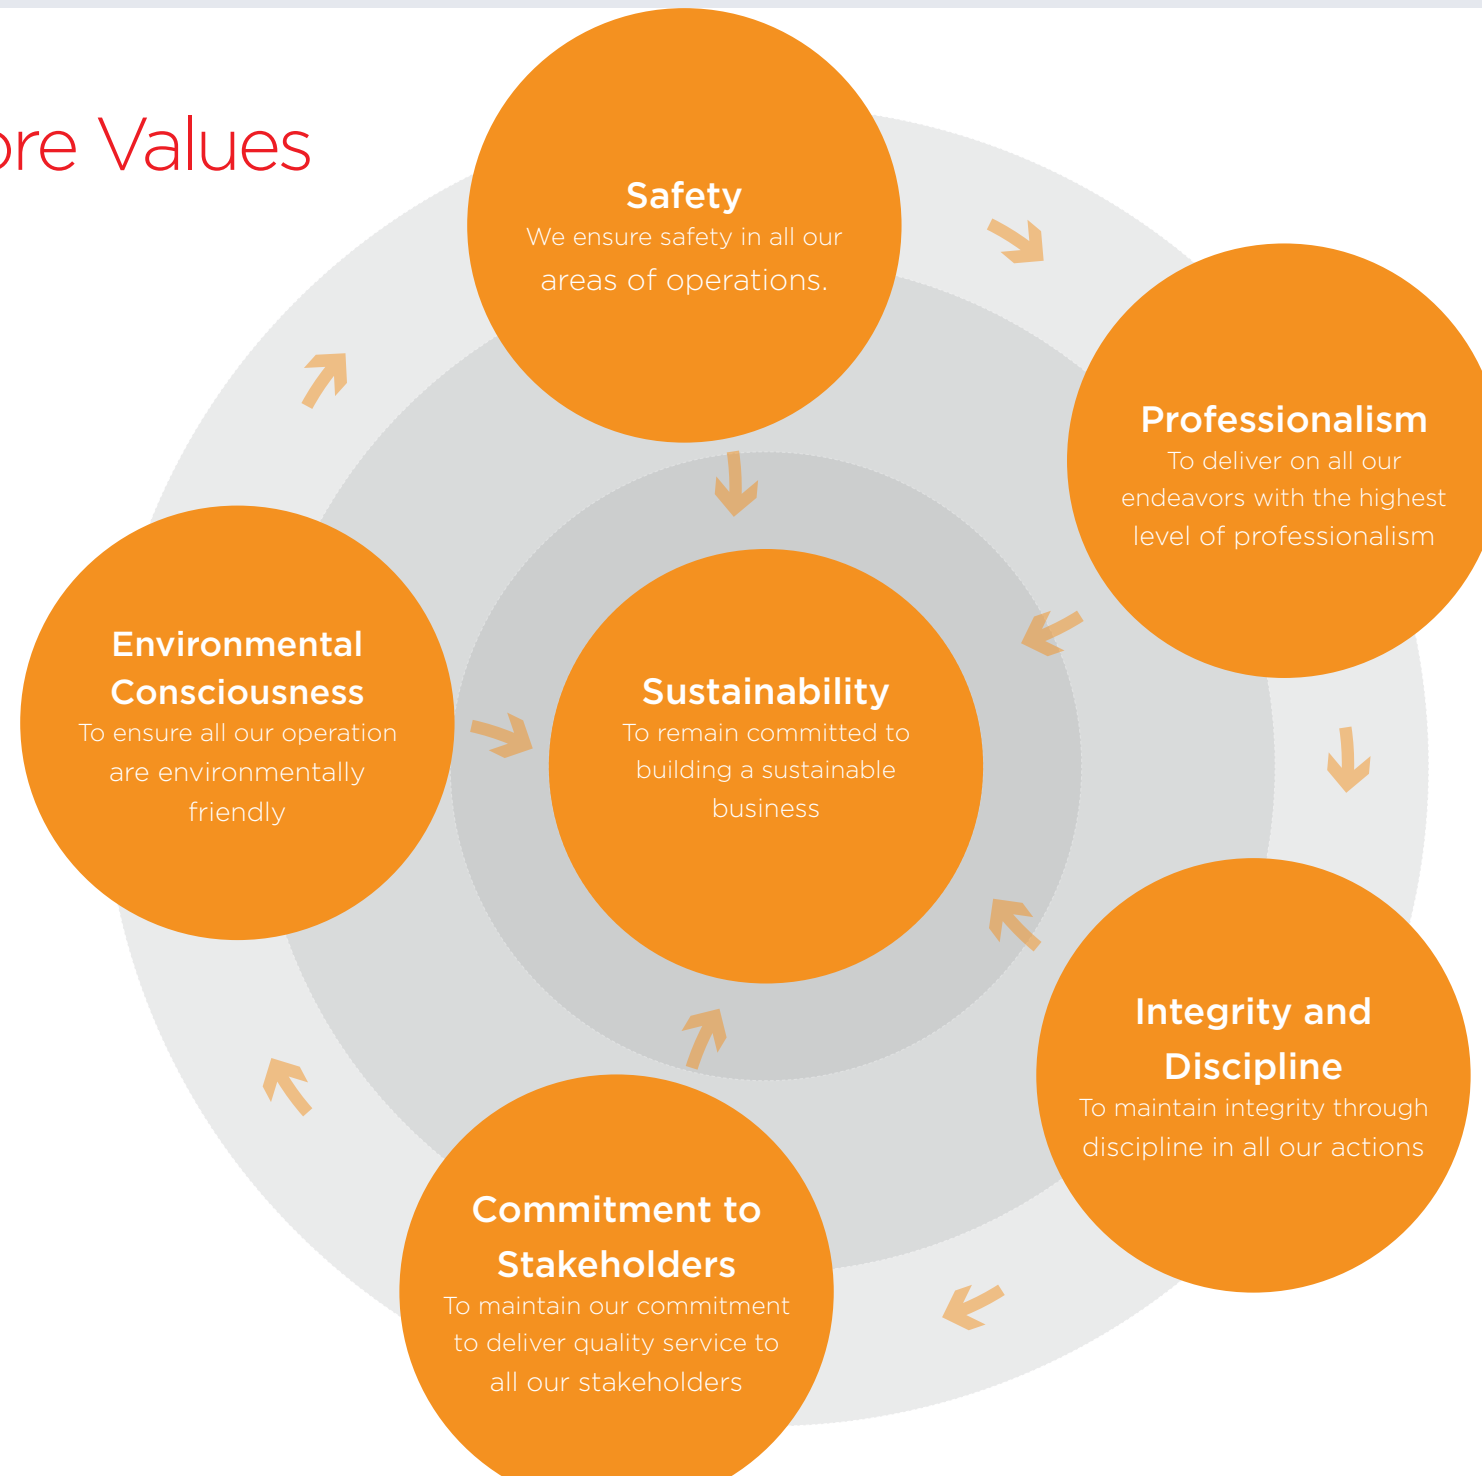 ore Values
Safety
We ensure safety in all our
areas of operations.
Professionalism
To deliver on all our
endeavors with the highest
level of professionalism
Environmental
Consciousness
To ensure all our operation
are environmentally
friendly
Sustainability
To remain committed to
building a sustainable
business
Integrity and
Discipline
To maintain integrity through
discipline in all our actions
Commitment to
Stakeholders
To maintain our commitment
to deliver quality service to
all our stakeholders